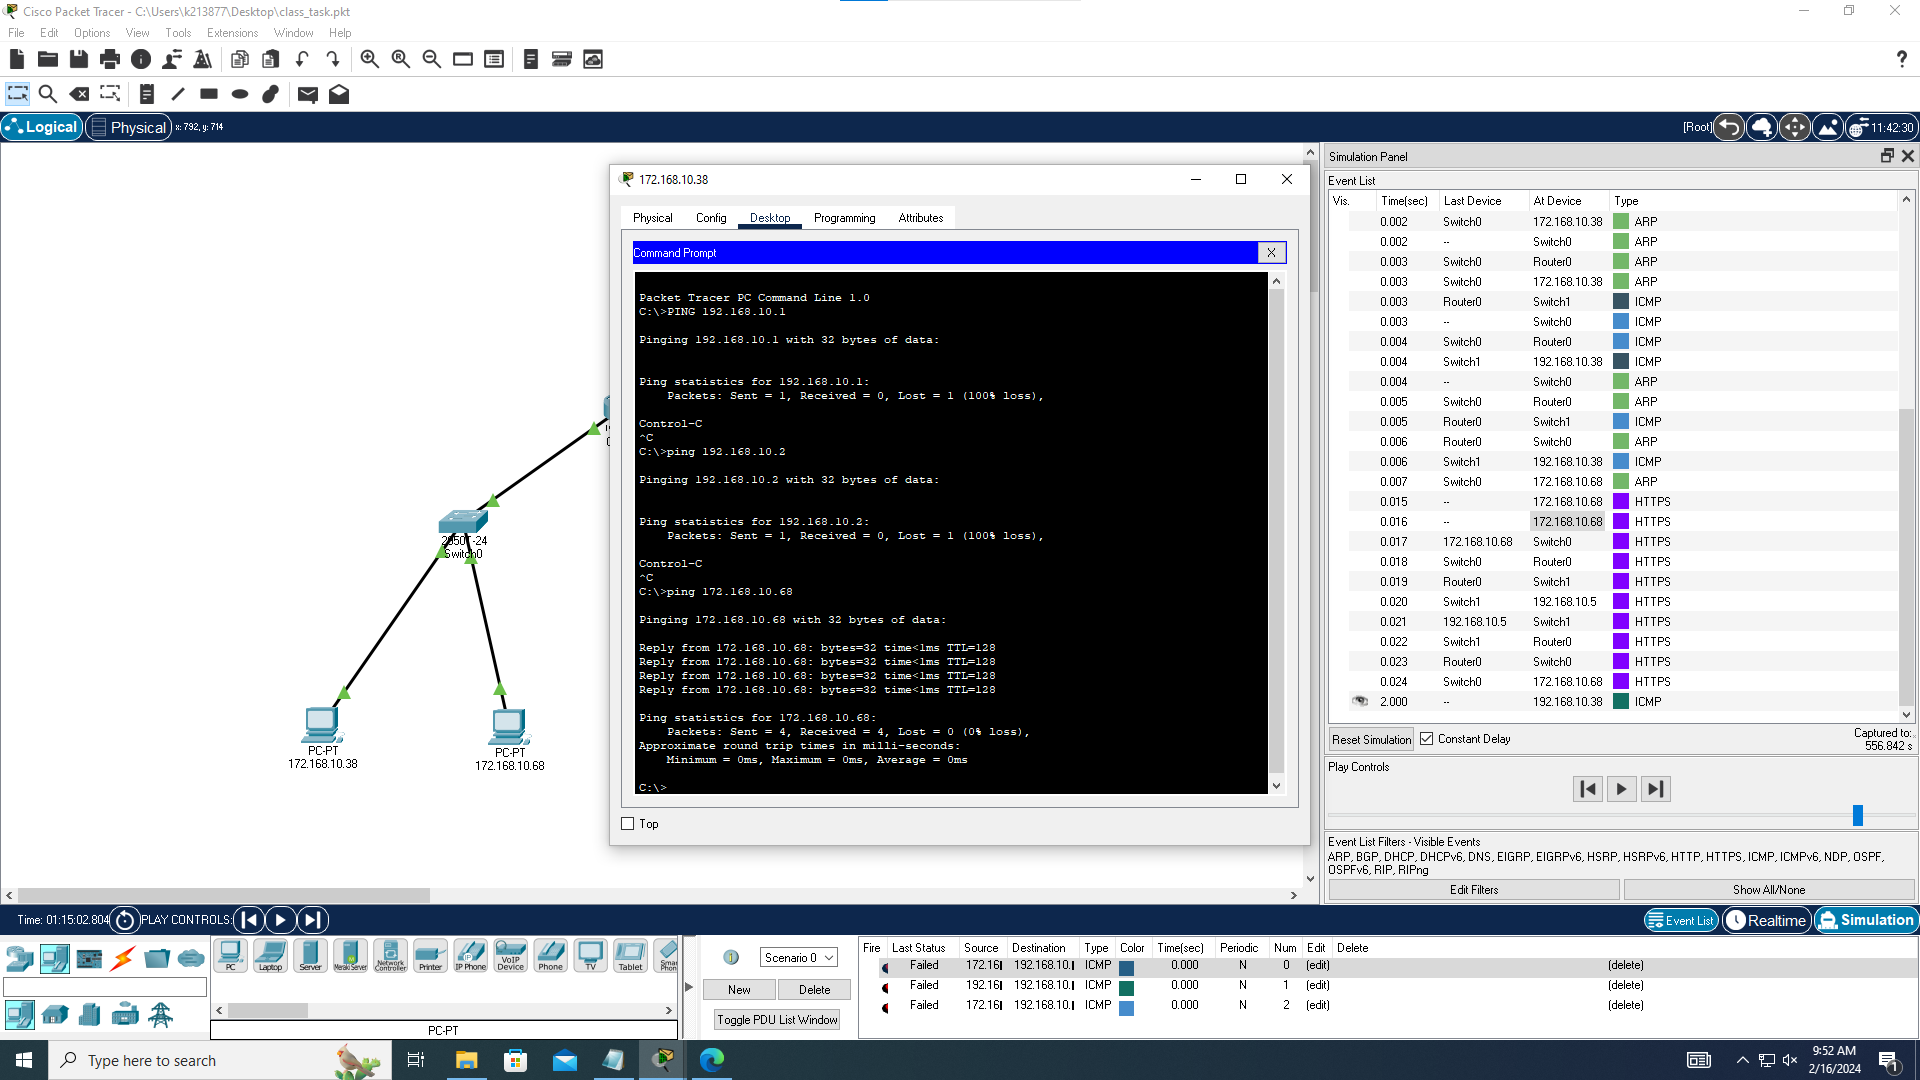 Cisco Packet Tracer - C:\Users\k213877\Desktop\class_task.pkt
File Edit Options View Tools Extensions Window Help
Logical Physical x: 792, y: 714
[Root] 11:42:30
172.168.10.38
Physical Config Desktop Programming Attributes
Command Prompt
X
Packet Tracer PC Command Line 1.0
C:\>PING 192.168.10.1
Pinging 192.168.10.1 with 32 bytes of data:
Ping statistics for 192.168.10.1:
Packets: Sent = 1, Received = 0, Lost = 1 (100% loss),
Control-C
^C
C:\>ping 192.168.10.2
Pinging 192.168.10.2 with 32 bytes of data:
Ping statistics for 192.168.10.2:
Packets: Sent = 1, Received = 0, Lost = 1 (100% loss),
Control-C
^C
C:\>ping 172.168.10.68
Pinging 172.168.10.68 with 32 bytes of data:
Reply from 172.168.10.68: bytes=32 time<1ms TTL=128
Reply from 172.168.10.68: bytes=32 time<1ms TTL=128
Reply from 172.168.10.68: bytes=32 time<1ms TTL=128
Reply from 172.168.10.68: bytes=32 time<1ms TTL=128
Ping statistics for 172.168.10.68:
Packets: Sent = 4, Received = 4, Lost = 0 (0% loss),
Approximate round trip times in milli-seconds:
Minimum = 0ms, Maximum = 0ms, Average = 0ms
C:\>
Top
Switch0
PC-PT
172.168.10.38
PC-PT
172.168.10.68
Simulation Panel
Event List
Vis. Time(sec) Last Device At Device Type
0.002 Switch0 172.168.10.38 ARP
0.002 -- Switch0 ARP
0.003 Switch0 Router0 ARP
0.003 Switch0 172.168.10.38 ARP
0.003 Router0 Switch1 ICMP
0.003 -- Switch0 ICMP
0.004 Switch0 Router0 ICMP
0.004 Switch1 192.168.10.38 ICMP
0.004 -- Switch0 ARP
0.005 Switch0 Router0 ARP
0.005 Router0 Switch1 ICMP
0.006 Router0 Switch0 ARP
0.006 Switch1 192.168.10.38 ICMP
0.007 Switch0 172.168.10.68 ARP
0.015 -- 172.168.10.68 HTTPS
0.016 -- 172.168.10.68 HTTPS
0.017 172.168.10.68 Switch0 HTTPS
0.018 Switch0 Router0 HTTPS
0.019 Router0 Switch1 HTTPS
0.020 Switch1 192.168.10.5 HTTPS
0.021 192.168.10.5 Switch1 HTTPS
0.022 Switch1 Router0 HTTPS
0.023 Router0 Switch0 HTTPS
0.024 Switch0 172.168.10.68 HTTPS
2.000 -- 192.168.10.38 ICMP
Reset Simulation Constant Delay
Captured to:
556.842 s
Play Controls
Event List Filters - Visible Events
ARP, BGP, DHCP, DHCPv6, DNS, EIGRP, EIGRPv6, HSRP, HSRPv6, HTTP, HTTPS, ICMP, ICMPv6, NDP, OSPF,
OSPFv6, RIP, RIPng
Edit Filters Show All/None
Time: 01:15:02.804 PLAY CONTROLS:
Event List Realtime Simulation
PC Laptop Server Meraki Server Network Controller Printer IP Phone VoIP Device Phone TV Tablet Smart
PC-PT
Scenario 0
New Delete
Toggle PDU List Window
Fire Last Status Source Destination Type Color Time(sec) Periodic Num Edit Delete
Failed 172.16 192.168.10. ICMP 0.000 N 0 (edit) (delete)
Failed 192.16 192.168.10. ICMP 0.000 N 1 (edit) (delete)
Failed 172.16 192.168.10. ICMP 0.000 N 2 (edit) (delete)
Type here to search
9:52 AM
2/16/2024
1